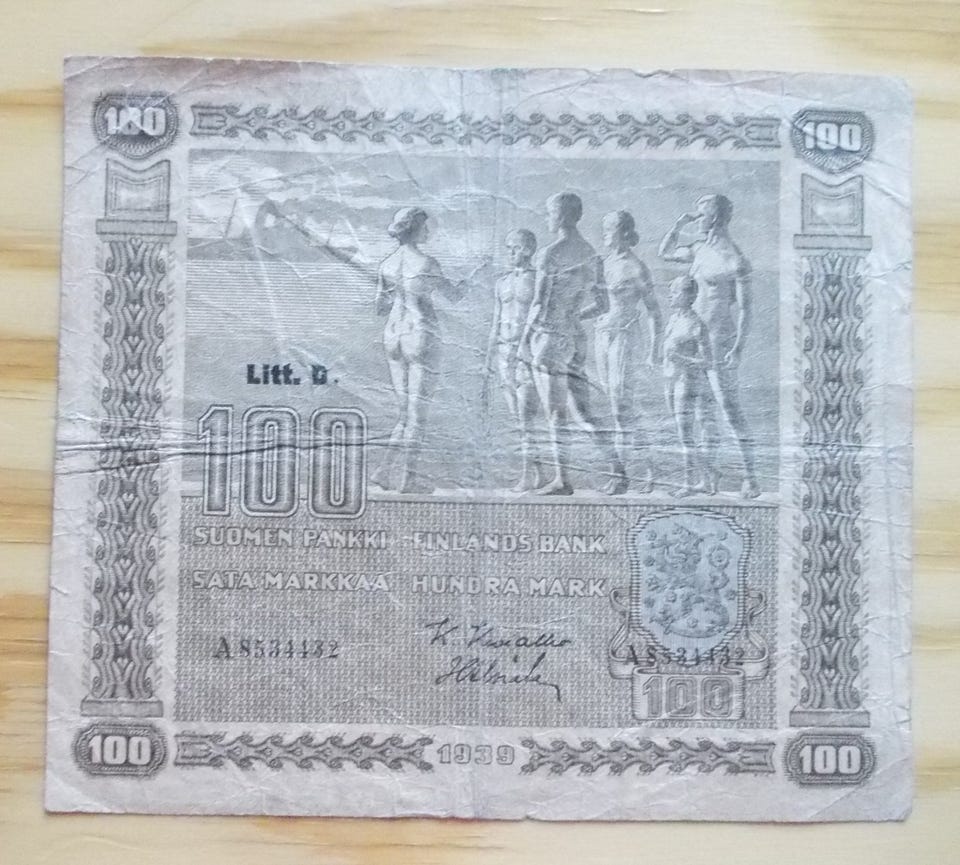 100 100
Litt. D.
100
SUOMEN PANKKI FINLANDS BANK
SATA MARKKAA HUNDRA MARK
A8534432 A8534432
100
100 1939 100